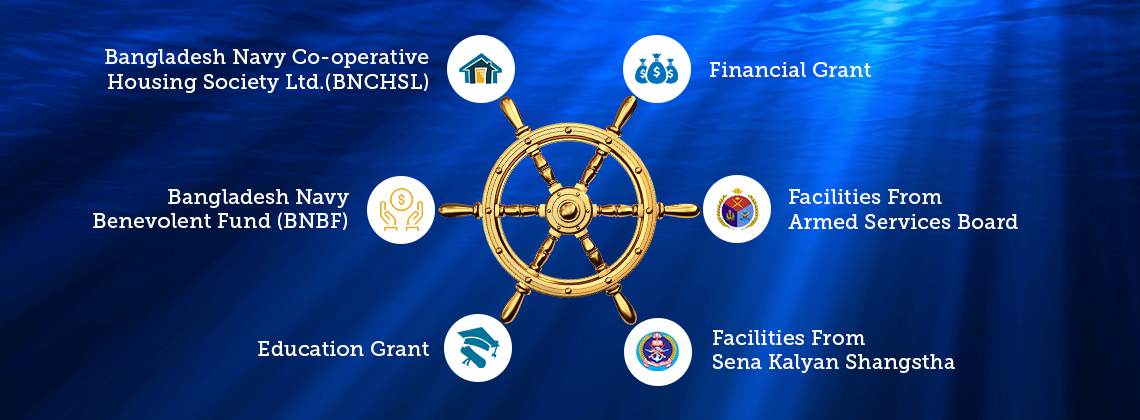 Bangladesh Navy Co-operative
Housing Society Ltd.(BNCHSL)
Financial Grant
Bangladesh Navy
Benevolent Fund (BNBF)
Facilities From
Armed Services Board
Education Grant
Facilities From
Sena Kalyan Shangstha